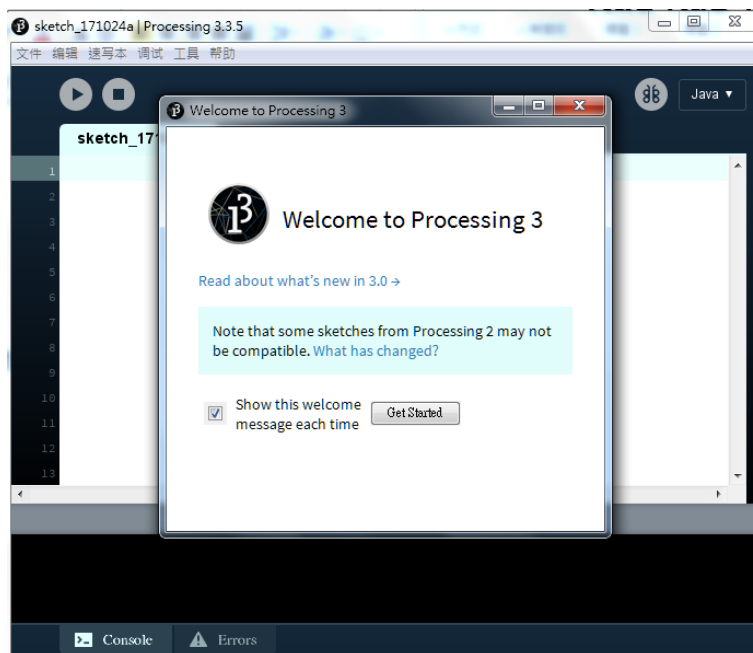 sketch_171024a | Processing 3.3.5
文件 编辑 速写本 调试 工具 帮助
Java ▾
sketch_171
Welcome to Processing 3
Welcome to Processing 3
Read about what's new in 3.0 →
Note that some sketches from Processing 2 may not
be compatible. What has changed?
Show this welcome
message each time
Get Started
1
2
3
4
5
6
7
8
9
10
11
12
13
Console
Errors